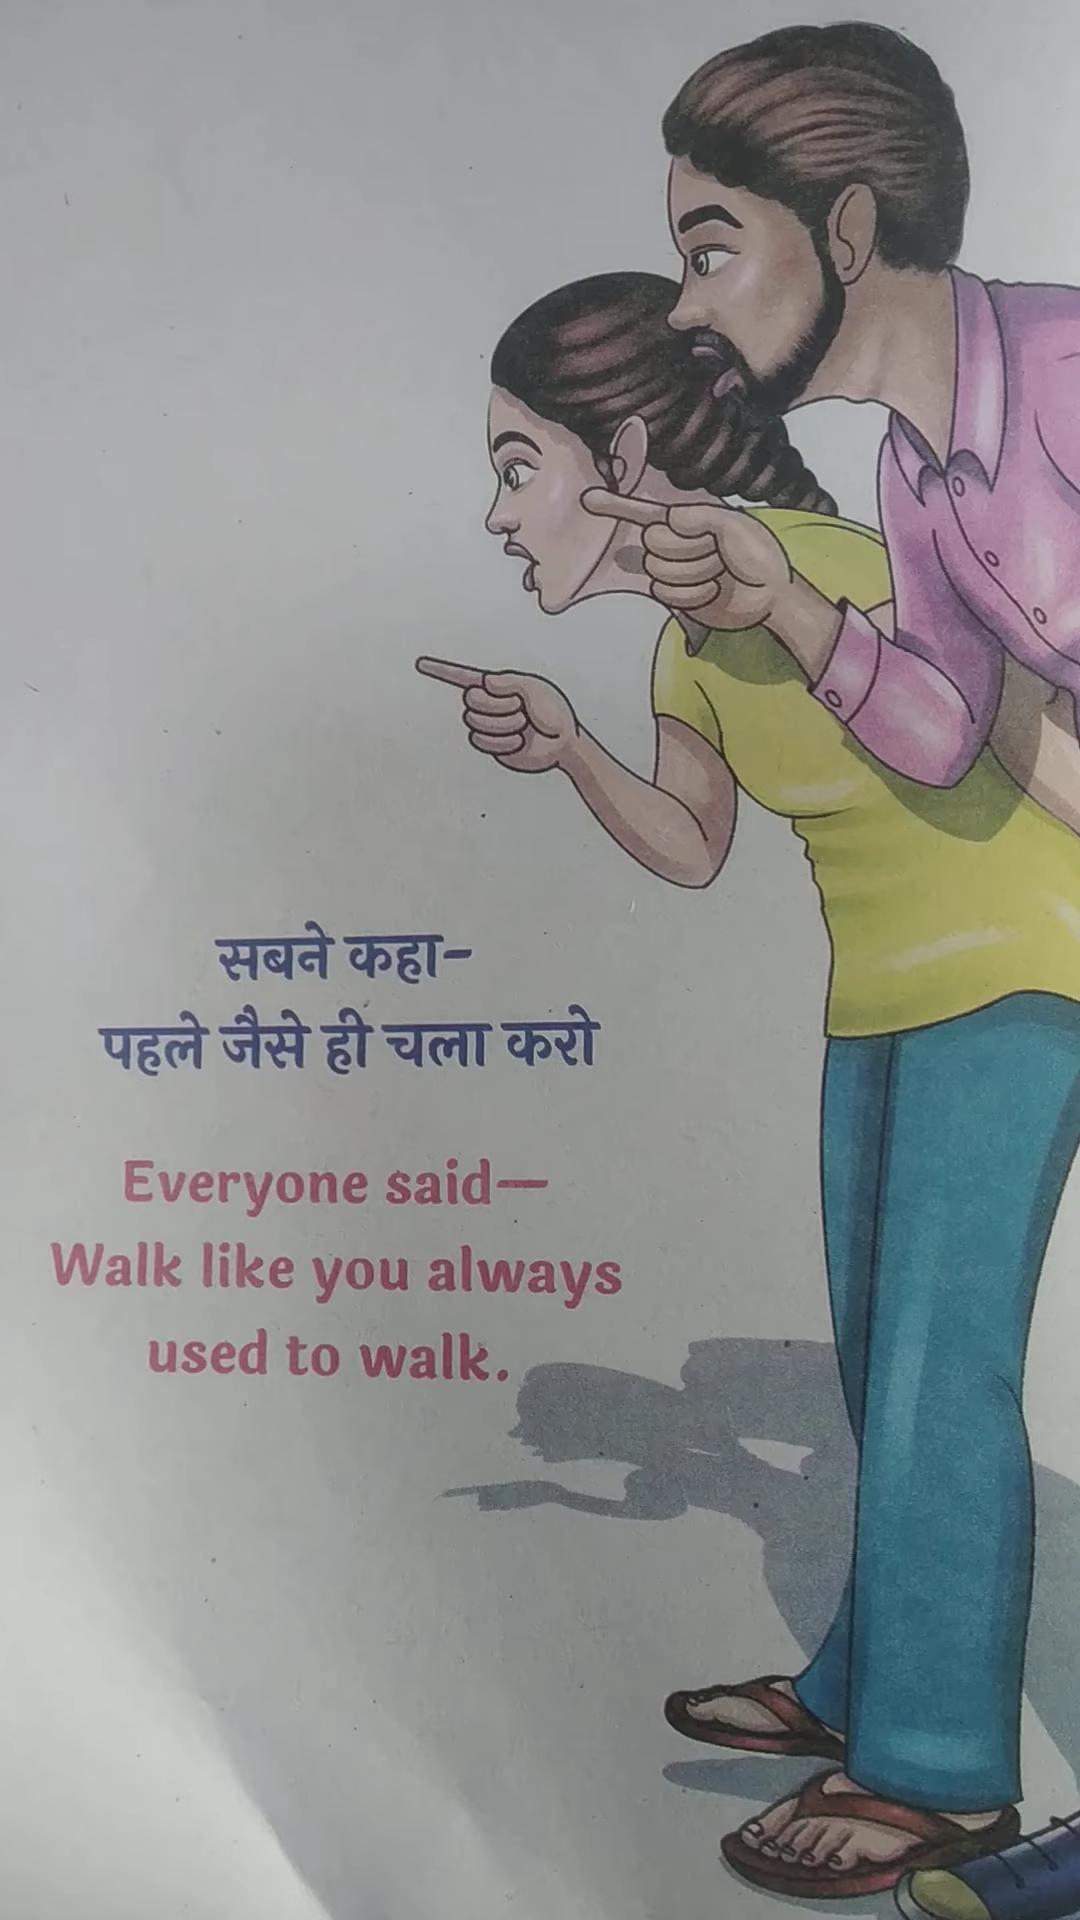 सबने कहा-
पहले जैसे ही चला करो
Everyone said—
Walk like you always
used to walk.